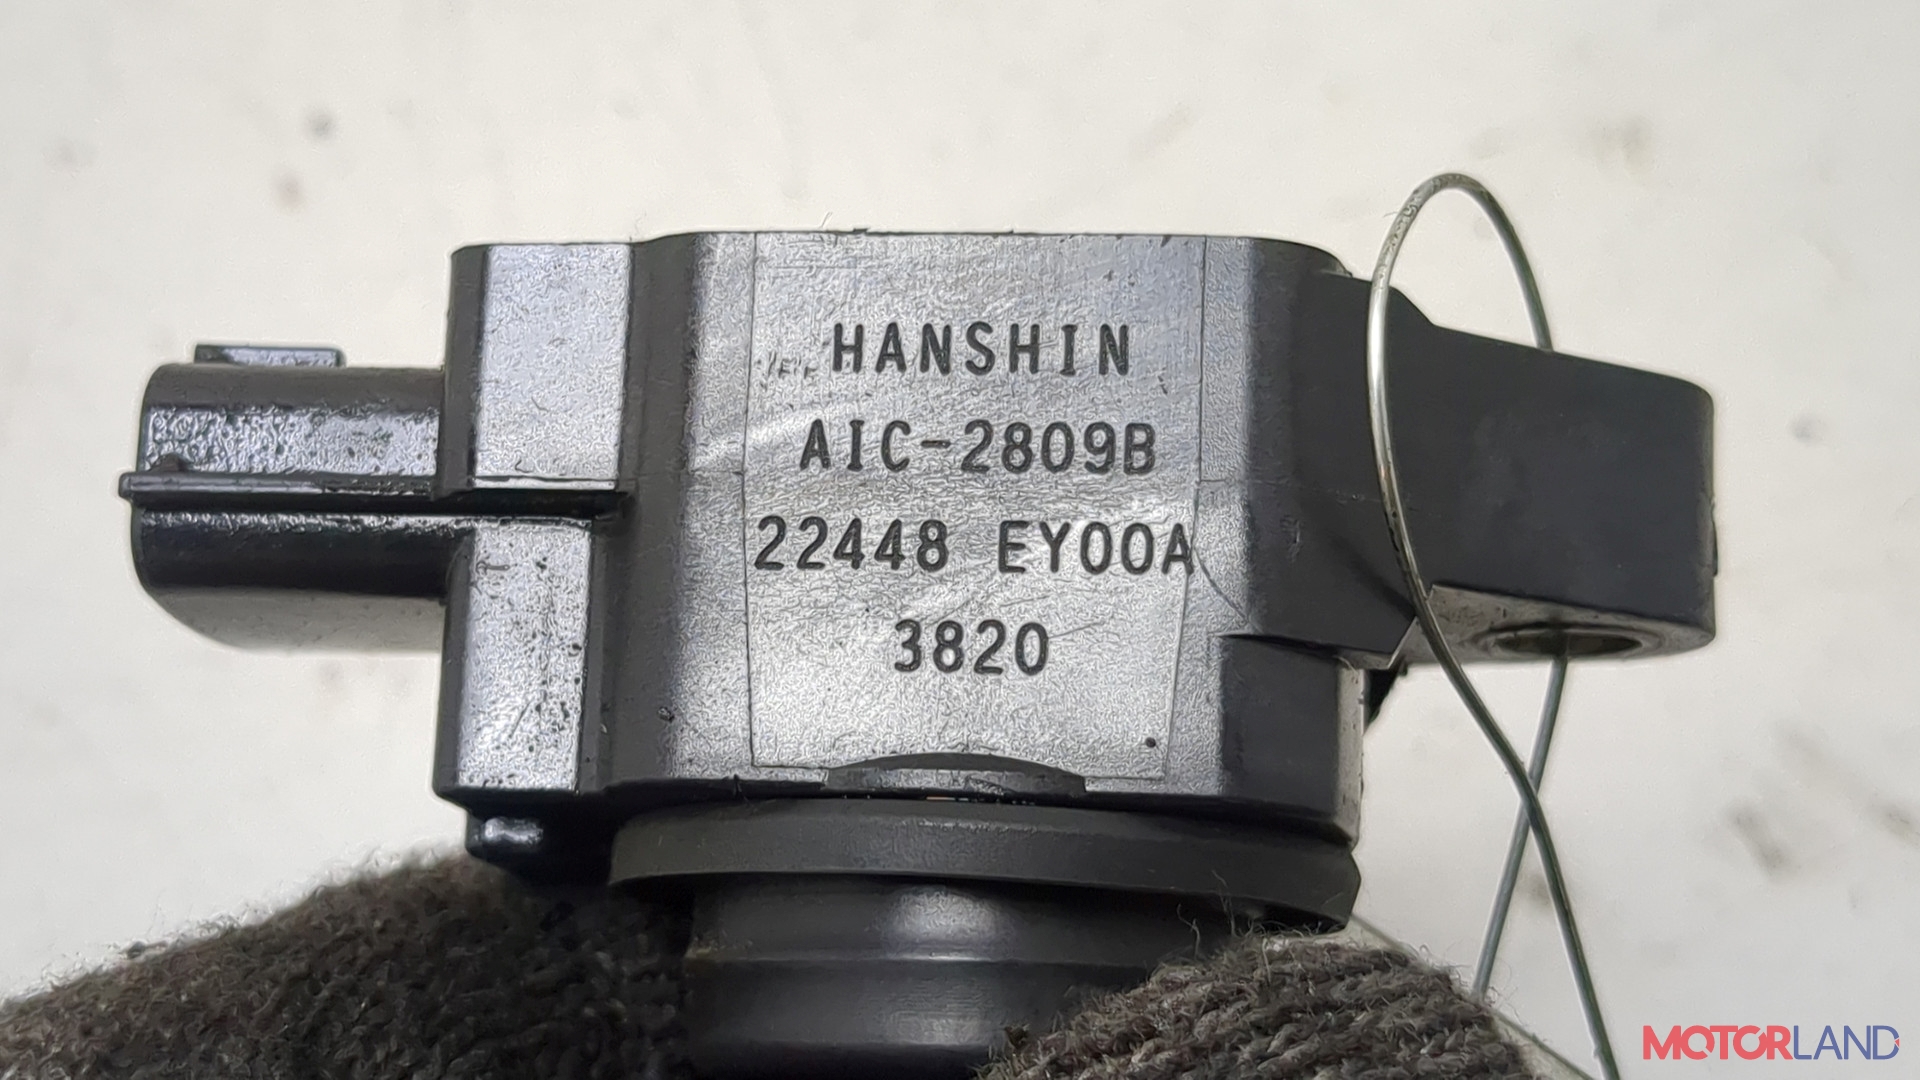 HANSHIN
AIC-2809B
22448 EY00A
3820
MOTORLAND